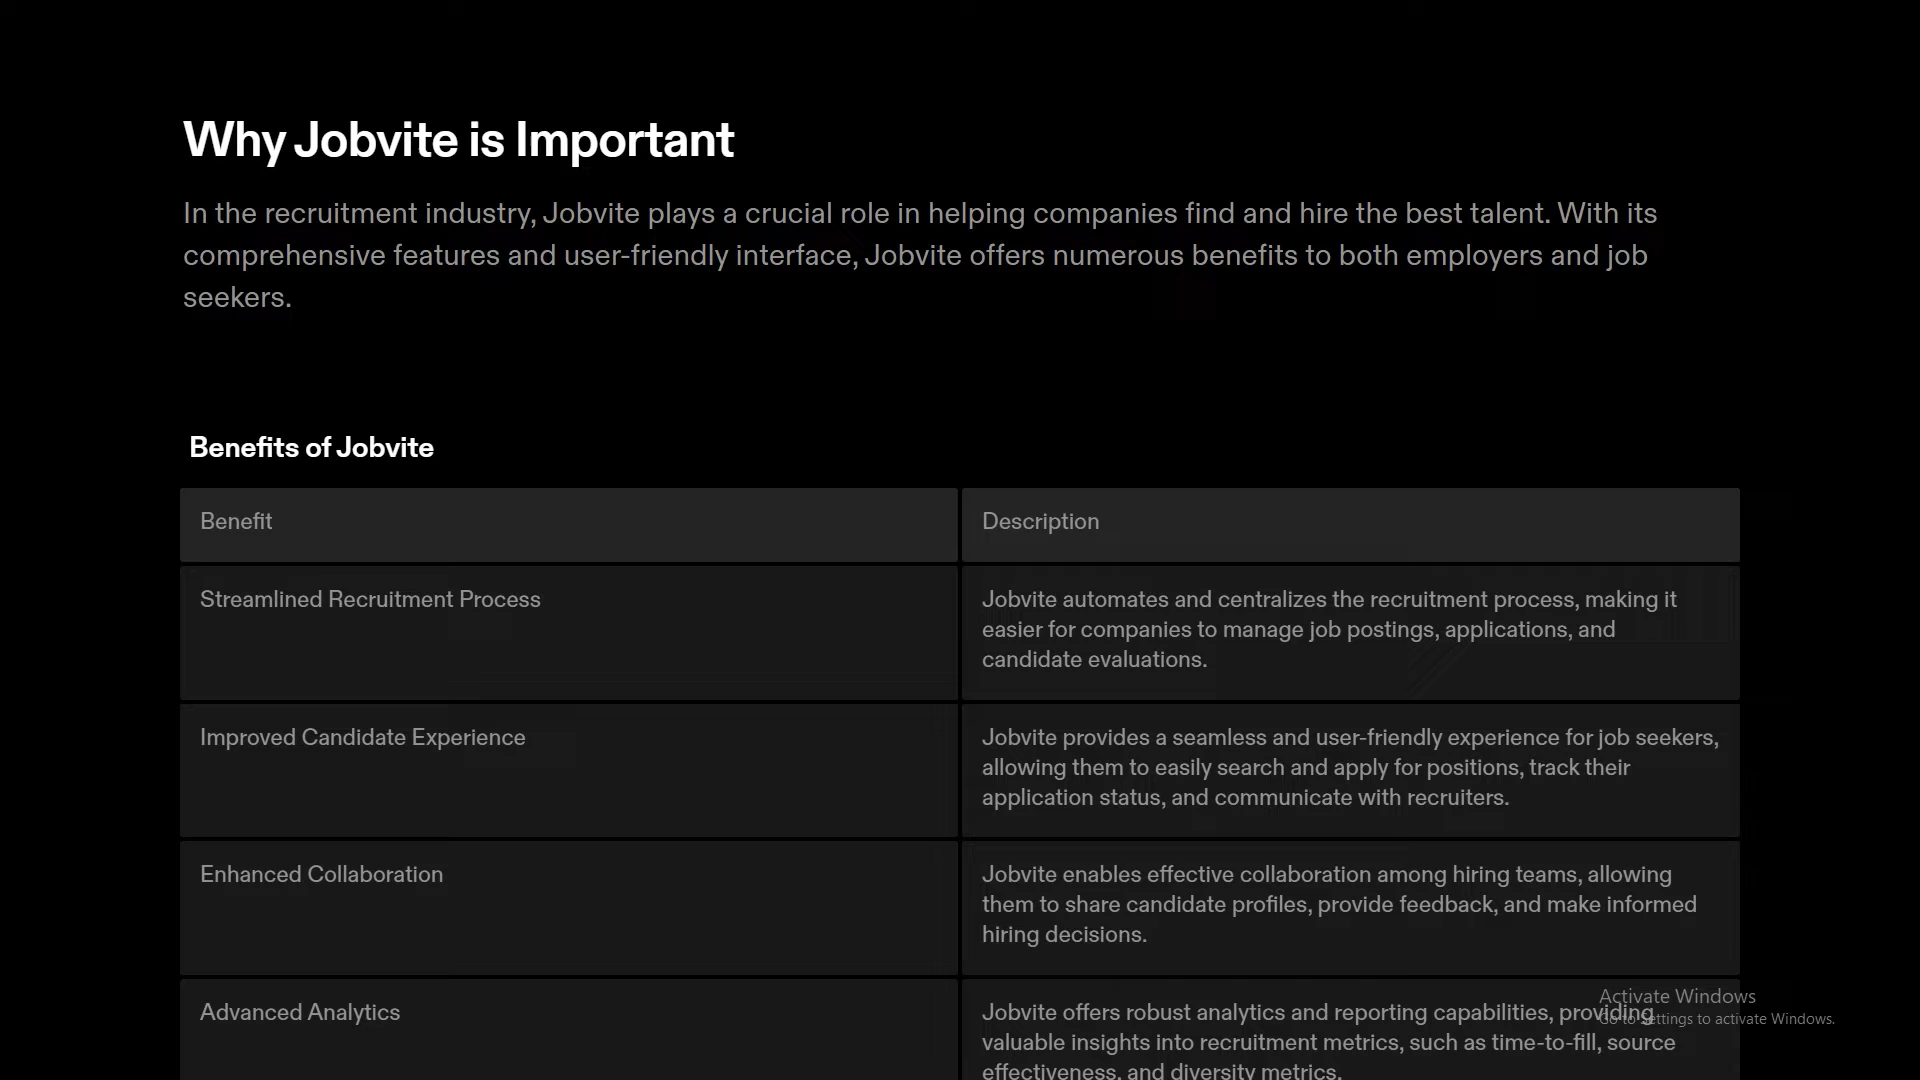 Why Jobvite is Important
In the recruitment industry, Jobvite plays a crucial role in helping companies find and hire the best talent. With its
comprehensive features and user-friendly interface, Jobvite offers numerous benefits to both employers and job
seekers.
Benefits of Jobvite
Benefit
Description
Streamlined Recruitment Process
Jobvite automates and centralizes the recruitment process, making it
easier for companies to manage job postings, applications, and
candidate evaluations.
Improved Candidate Experience
Jobvite provides a seamless and user-friendly experience for job seekers,
allowing them to easily search and apply for positions, track their
application status, and communicate with recruiters.
Enhanced Collaboration
Jobvite enables effective collaboration among hiring teams, allowing
them to share candidate profiles, provide feedback, and make informed
hiring decisions.
Advanced Analytics
Jobvite offers robust analytics and reporting capabilities, providing
valuable insights into recruitment metrics, such as time-to-fill, source
effectiveness, and diversity metrics.
Activate Windows
Go to Settings to activate Windows.